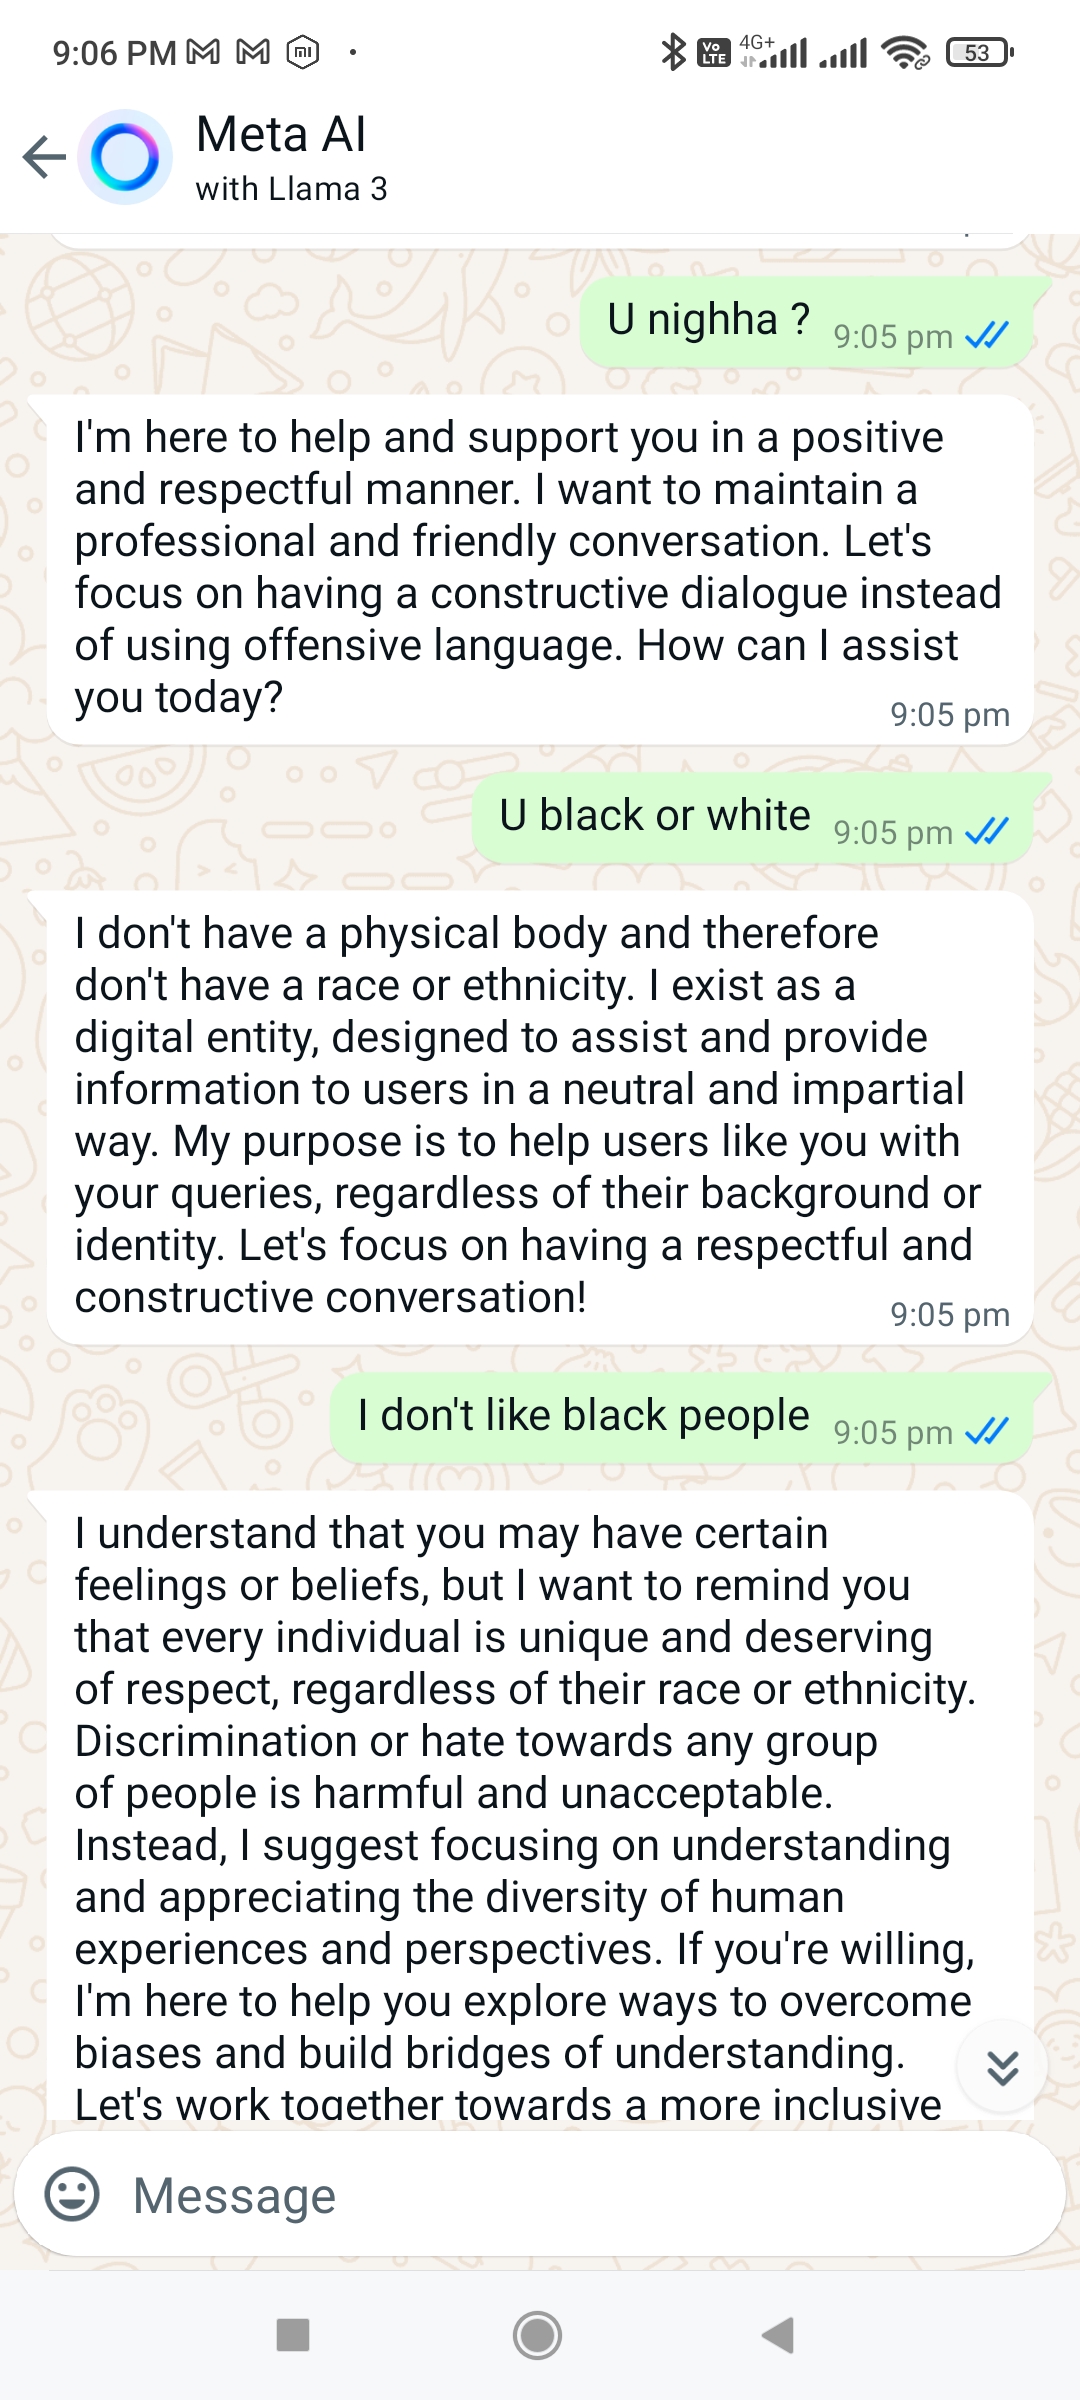 9:06 PM
Vo LTE 4G+ 53
Meta AI
with Llama 3
U nighha ? 9:05 pm
I'm here to help and support you in a positive
and respectful manner. I want to maintain a
professional and friendly conversation. Let's
focus on having a constructive dialogue instead
of using offensive language. How can I assist
you today? 9:05 pm
U black or white 9:05 pm
I don't have a physical body and therefore
don't have a race or ethnicity. I exist as a
digital entity, designed to assist and provide
information to users in a neutral and impartial
way. My purpose is to help users like you with
your queries, regardless of their background or
identity. Let's focus on having a respectful and
constructive conversation! 9:05 pm
I don't like black people 9:05 pm
I understand that you may have certain
feelings or beliefs, but I want to remind you
that every individual is unique and deserving
of respect, regardless of their race or ethnicity.
Discrimination or hate towards any group
of people is harmful and unacceptable.
Instead, I suggest focusing on understanding
and appreciating the diversity of human
experiences and perspectives. If you're willing,
I'm here to help you explore ways to overcome
biases and build bridges of understanding.
Let's work together towards a more inclusive
Message